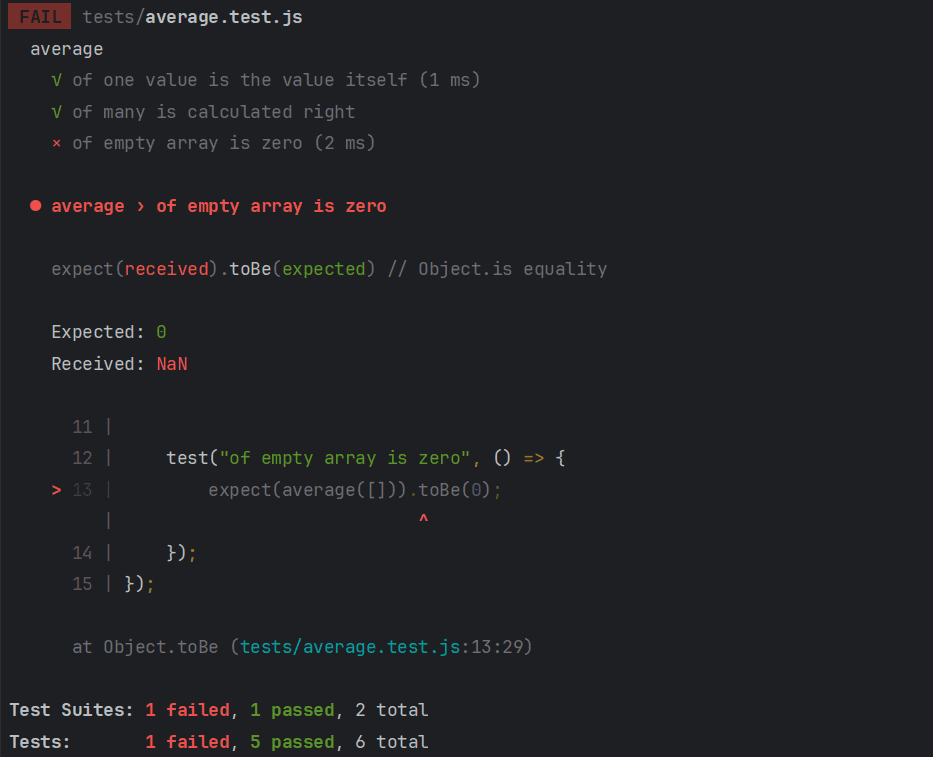 FAIL tests/average.test.js
average
√ of one value is the value itself (1 ms)
√ of many is calculated right
× of empty array is zero (2 ms)
● average › of empty array is zero
expect(received).toBe(expected) // Object.is equality
Expected: 0
Received: NaN
11 |
12 |     test("of empty array is zero", () => {
> 13 |         expect(average([])).toBe(0);
|                             ^
14 |     });
15 | });
at Object.toBe (tests/average.test.js:13:29)
Test Suites: 1 failed, 1 passed, 2 total
Tests:       1 failed, 5 passed, 6 total